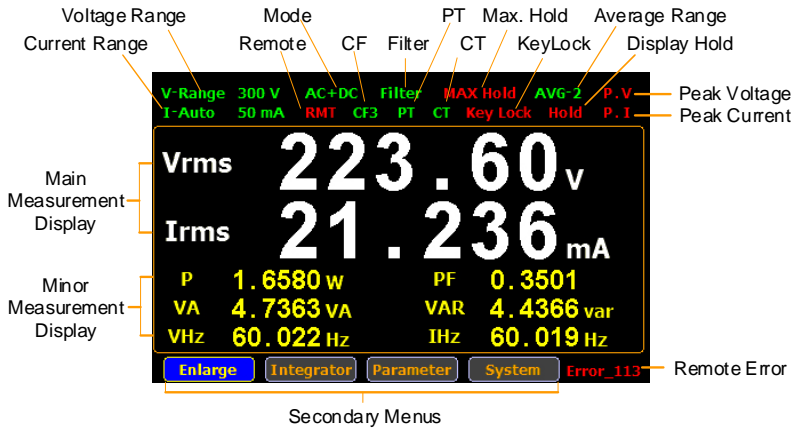 Voltage Range Mode PT Max. Hold Average Range
Current Range Remote CF Filter CT KeyLock Display Hold
V-Range 300 V AC+DC Filter MAX Hold AVG-2 P.V Peak Voltage
I-Auto 50 mA RMT CF3 PT CT Key Lock Hold P.I Peak Current
Vrms 223.60 V
Main
Measurement
Display
Irms 21.236 mA
Minor
Measurement
Display
P 1.6580 W PF 0.3501
VA 4.7363 VA VAR 4.4366 var
VHz 60.022 Hz IHz 60.019 Hz
Enlarge Integrator Parameter System Error_113 Remote Error
Secondary Menus